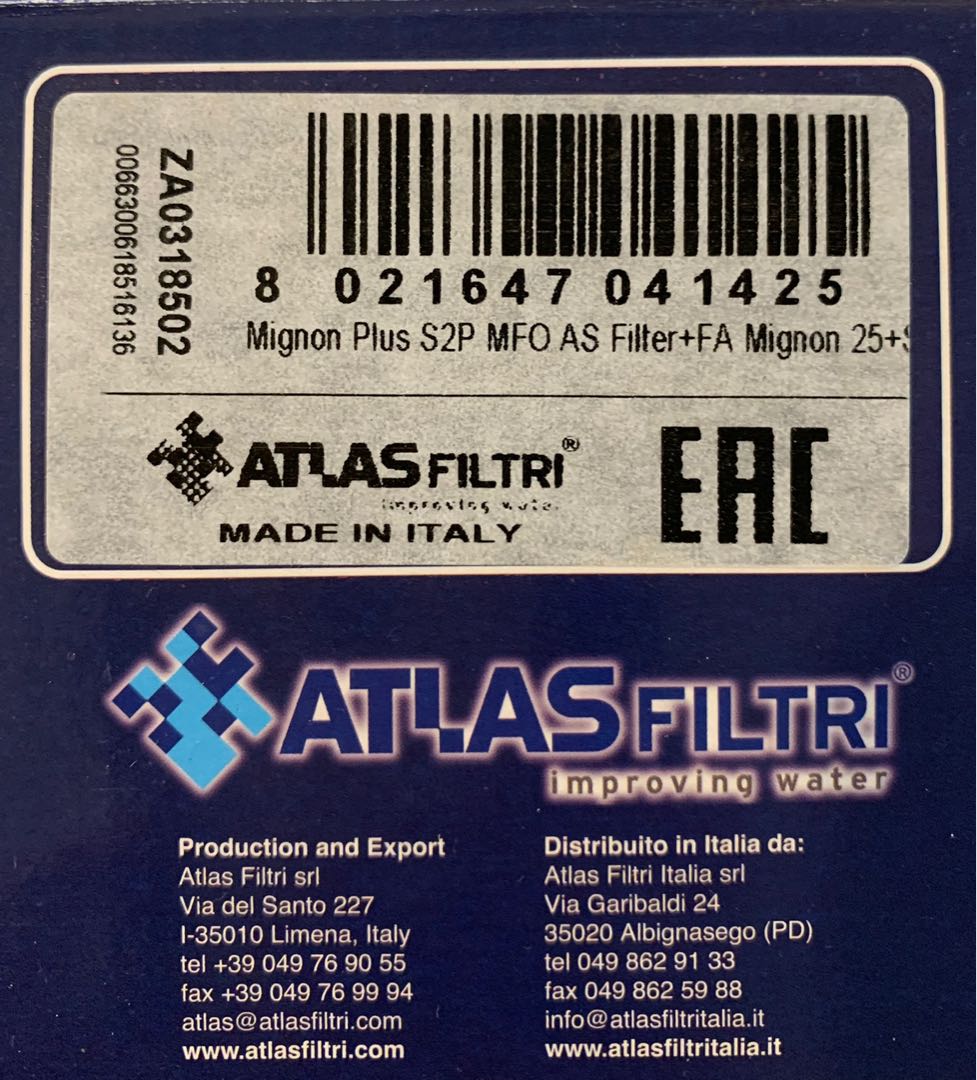 ZA0318502
0066300618516136
8 021647 041425
Mignon Plus S2P MFO AS Filter+FA Mignon 25+
ATLAS FILTRI®
improving water
MADE IN ITALY
EAC
ATLAS FILTRI®
improving water
Production and Export
Atlas Filtri srl
Via del Santo 227
I-35010 Limena, Italy
tel +39 049 76 90 55
fax +39 049 76 99 94
atlas@atlasfiltri.com
www.atlasfiltri.com
Distribuito in Italia da:
Atlas Filtri Italia srl
Via Garibaldi 24
35020 Albignasego (PD)
tel 049 862 91 33
fax 049 862 59 88
info@atlasfiltritalia.it
www.atlasfiltritalia.it